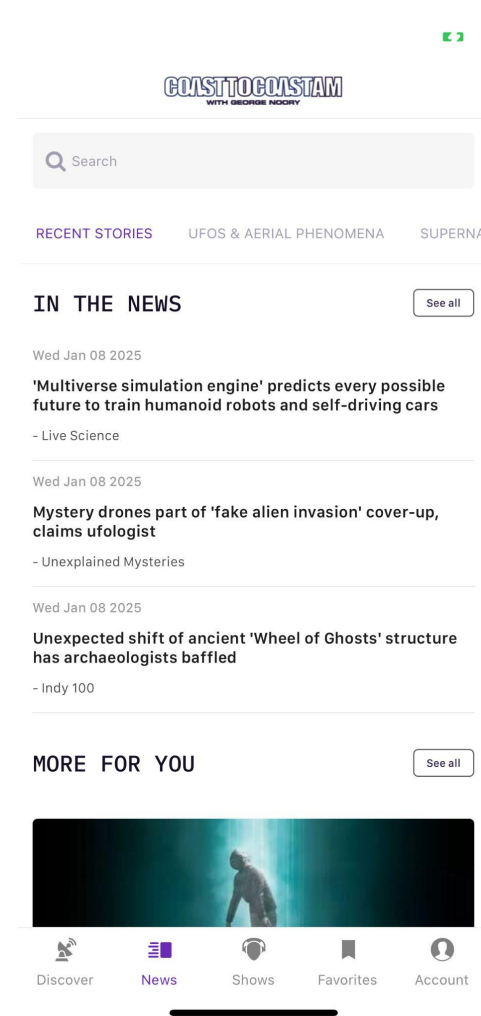 COASTTOCOASTAM
WITH GEORGE NOORY
Search
RECENT STORIES UFOS & AERIAL PHENOMENA SUPERNA
IN THE NEWS See all
Wed Jan 08 2025
'Multiverse simulation engine' predicts every possible
future to train humanoid robots and self-driving cars
- Live Science
Wed Jan 08 2025
Mystery drones part of 'fake alien invasion' cover-up,
claims ufologist
- Unexplained Mysteries
Wed Jan 08 2025
Unexpected shift of ancient 'Wheel of Ghosts' structure
has archaeologists baffled
- Indy 100
MORE FOR YOU See all
Discover News Shows Favorites Account